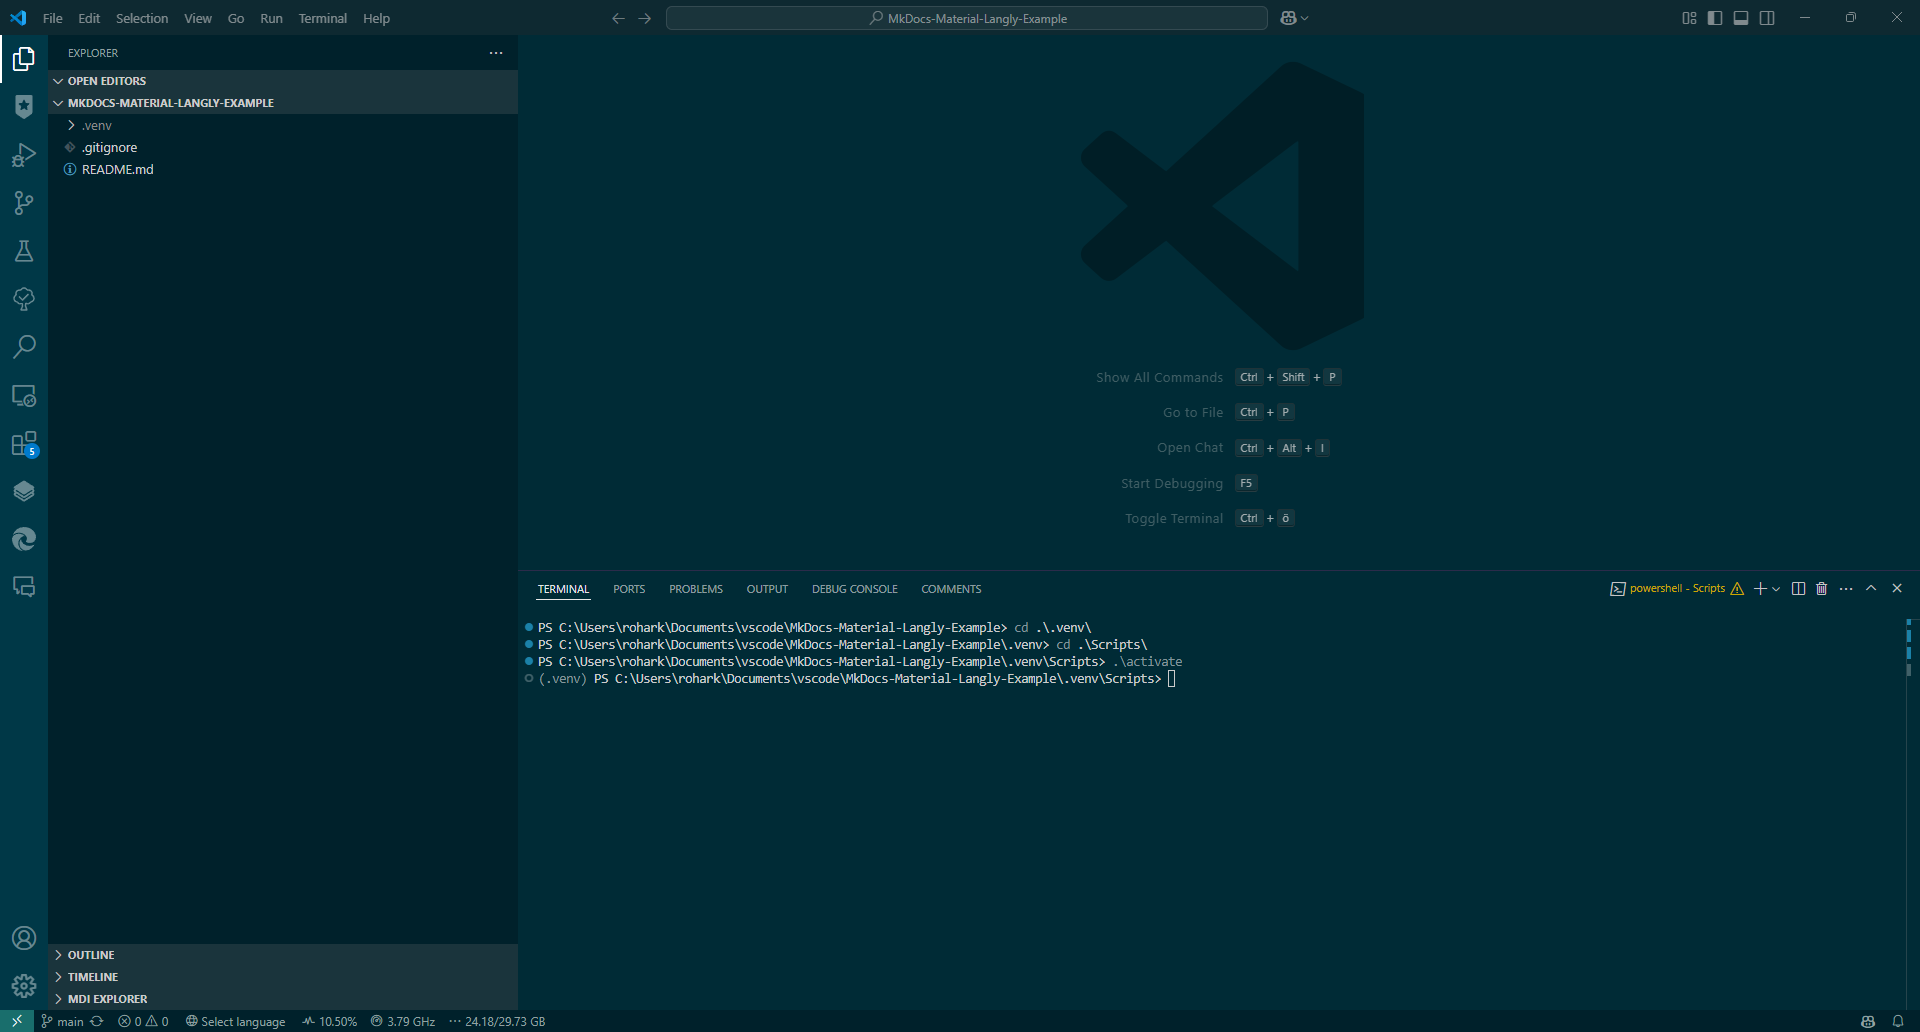 File Edit Selection View Go Run Terminal Help
MkDocs-Material-Langly-Example
EXPLORER
OPEN EDITORS
MKDOCS-MATERIAL-LANGLY-EXAMPLE
.venv
.gitignore
README.md
5
Show All Commands Ctrl + Shift + P
Go to File Ctrl + P
Open Chat Ctrl + Alt + I
Start Debugging F5
Toggle Terminal Ctrl + ö
TERMINAL PORTS PROBLEMS OUTPUT DEBUG CONSOLE COMMENTS
powershell - Scripts
PS C:\Users\rohark\Documents\vscode\MkDocs-Material-Langly-Example> cd .\.venv\
PS C:\Users\rohark\Documents\vscode\MkDocs-Material-Langly-Example\.venv> cd .\Scripts\
PS C:\Users\rohark\Documents\vscode\MkDocs-Material-Langly-Example\.venv\Scripts> .\activate
(.venv) PS C:\Users\rohark\Documents\vscode\MkDocs-Material-Langly-Example\.venv\Scripts>
OUTLINE
TIMELINE
MDI EXPLORER
main 0 0 Select language 10.50% 3.79 GHz 24.18/29.73 GB